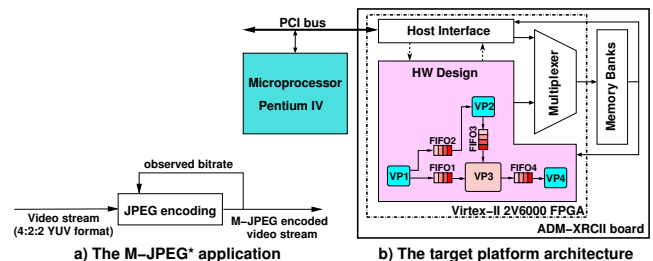 PCI bus
Host Interface
Microprocessor
Pentium IV
HW Design
Multiplexer
Memory Banks
VP2
FIFO2
FIFO3
VP1
FIFO1
VP3
FIFO4
VP4
Virtex-II 2V6000 FPGA
ADM-XRCII board
observed bitrate
JPEG encoding
Video stream
(4:2:2 YUV format)
M-JPEG encoded
video stream
a) The M-JPEG* application
b) The target platform architecture